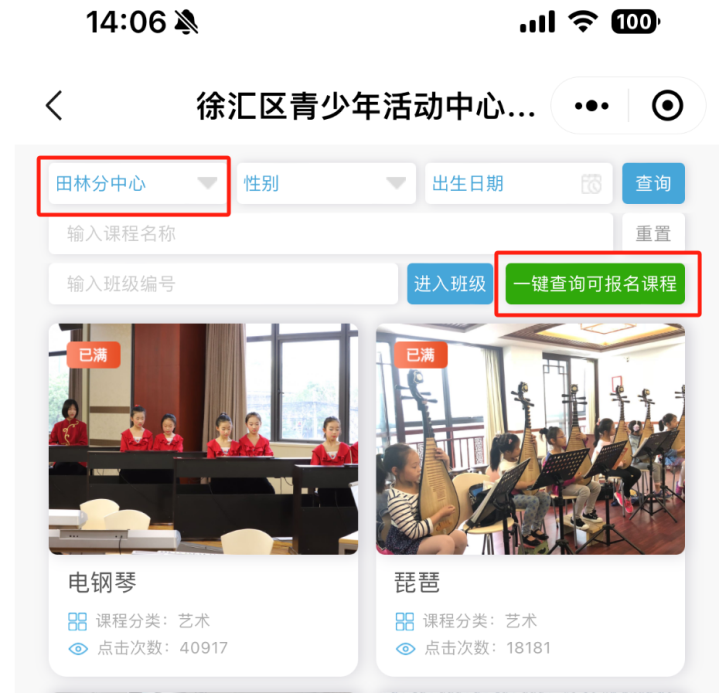 14:06
100
徐汇区青少年活动中心...
田林分中心
性别
出生日期
查询
输入课程名称
重置
输入班级编号
进入班级
一键查询可报名课程
已满
已满
电钢琴
琵琶
课程分类：艺术
课程分类：艺术
点击次数：40917
点击次数：18181